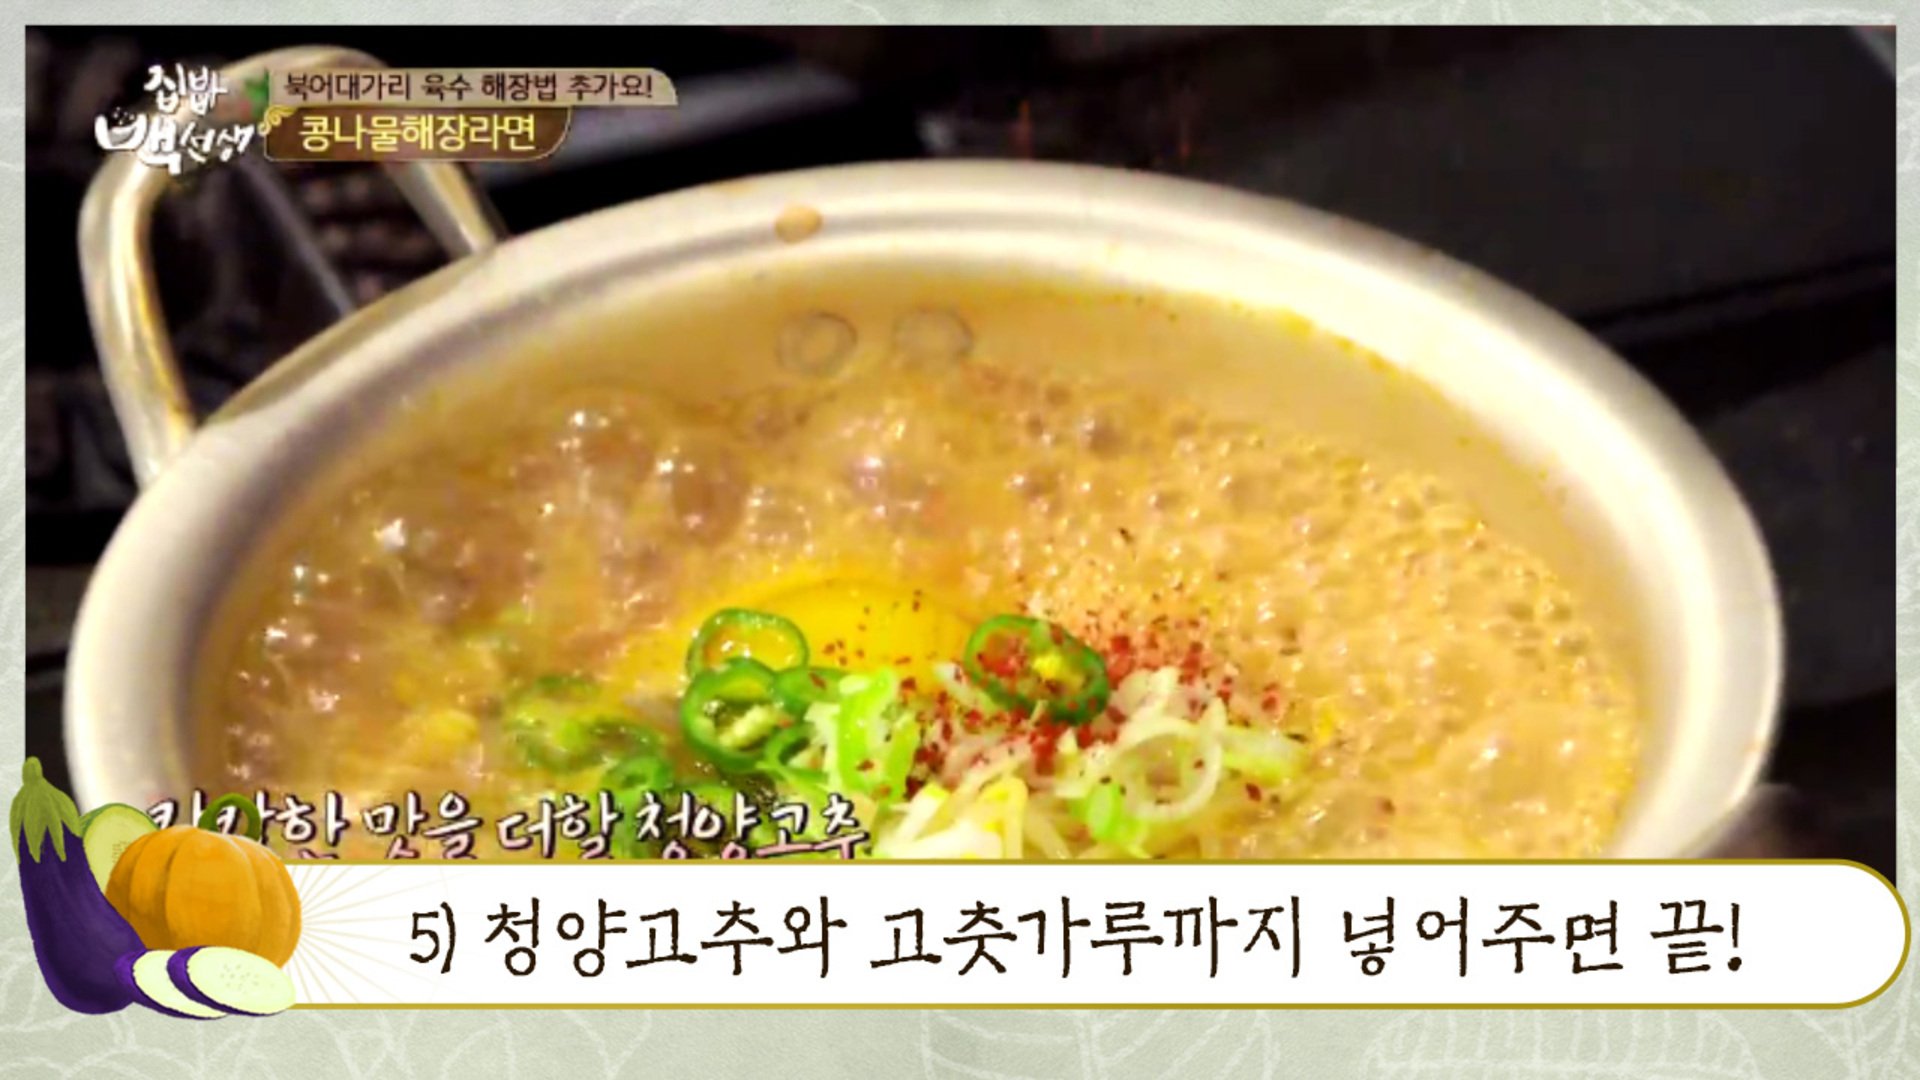 집밥
백선생
북어대가리 육수 해장법 추가요!
콩나물해장라면
칼칼한 맛을 더할 청양고추
5) 청양고추와 고춧가루까지 넣어주면 끝!